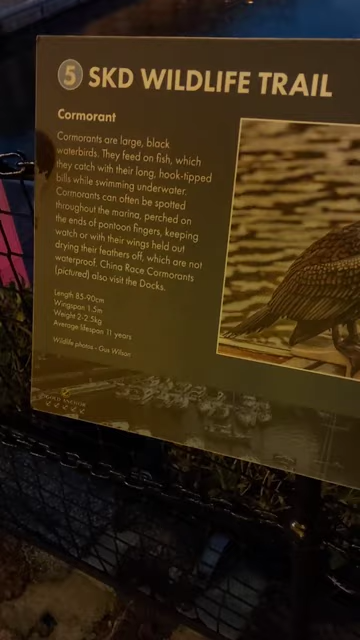 5 SKD WILDLIFE TRAIL
Cormorant
Cormorants are large, black
waterbirds. They feed on fish, which
they catch with their long, hook-tipped
bills while swimming underwater.
Cormorants can often be spotted
throughout the marina, perched on
the ends of pontoon fingers, keeping
watch or with their wings held out
drying their feathers off, which are not
waterproof. China Race Cormorants
(pictured) also visit the Docks.
Length 85-90cm
Wingspan 1.5m
Weight 2-2.5kg
Average lifespan 11 years
Wildlife photos - Gus Wilson